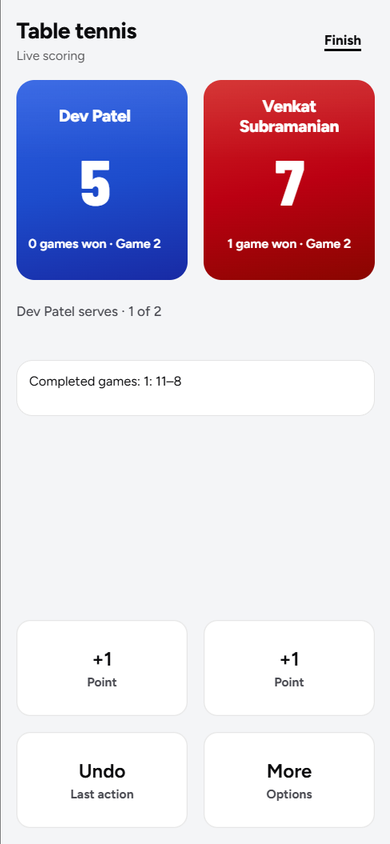 Table tennis
Live scoring
Finish
Dev Patel
5
0 games won · Game 2
Venkat
Subramanian
7
1 game won · Game 2
Dev Patel serves · 1 of 2
Completed games: 1: 11–8
+1
Point
+1
Point
Undo
Last action
More
Options